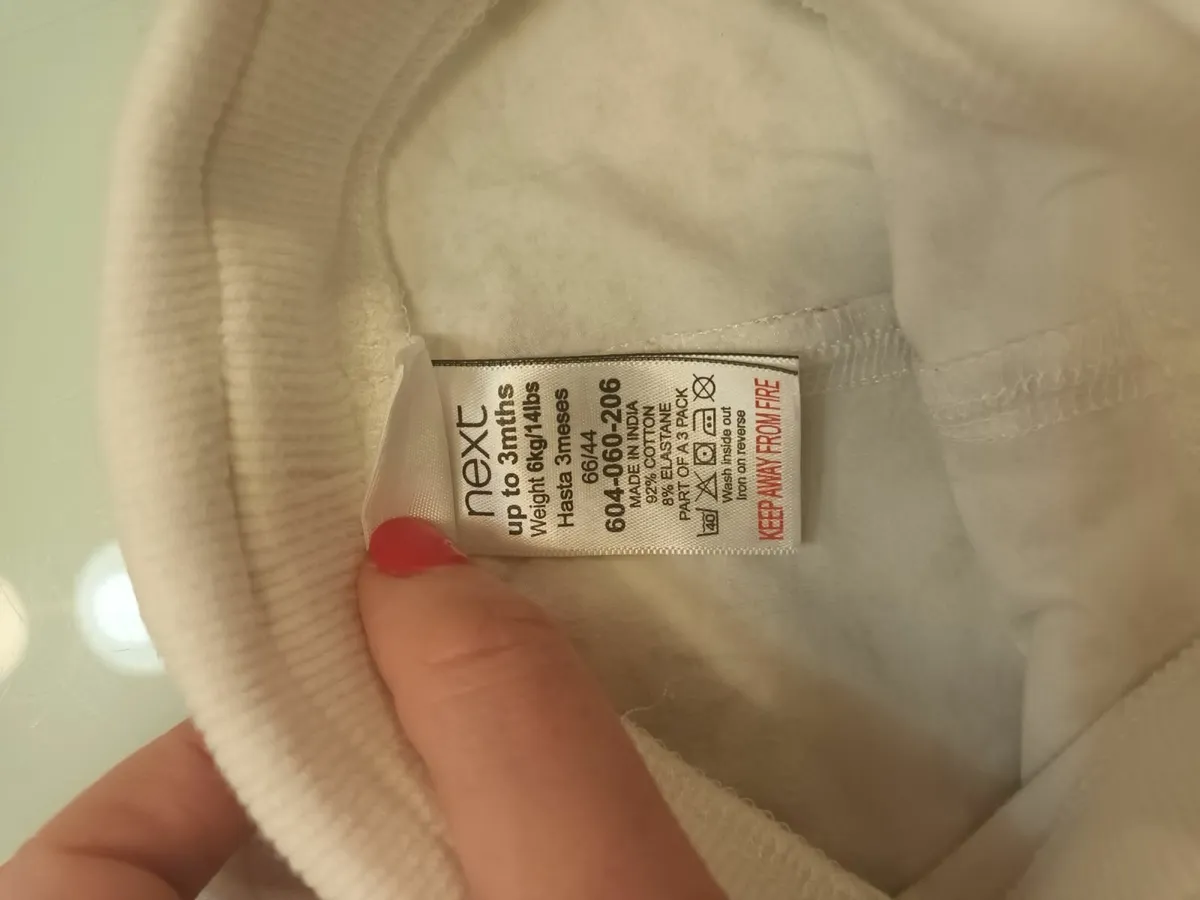 next
up to 3mths
Weight 6kg/14lbs
Hasta 3meses
66/44
604-060-206
MADE IN INDIA
92% COTTON
8% ELASTANE
PART OF A 3 PACK
40
Wash inside out
Iron on reverse
KEEP AWAY FROM FIRE